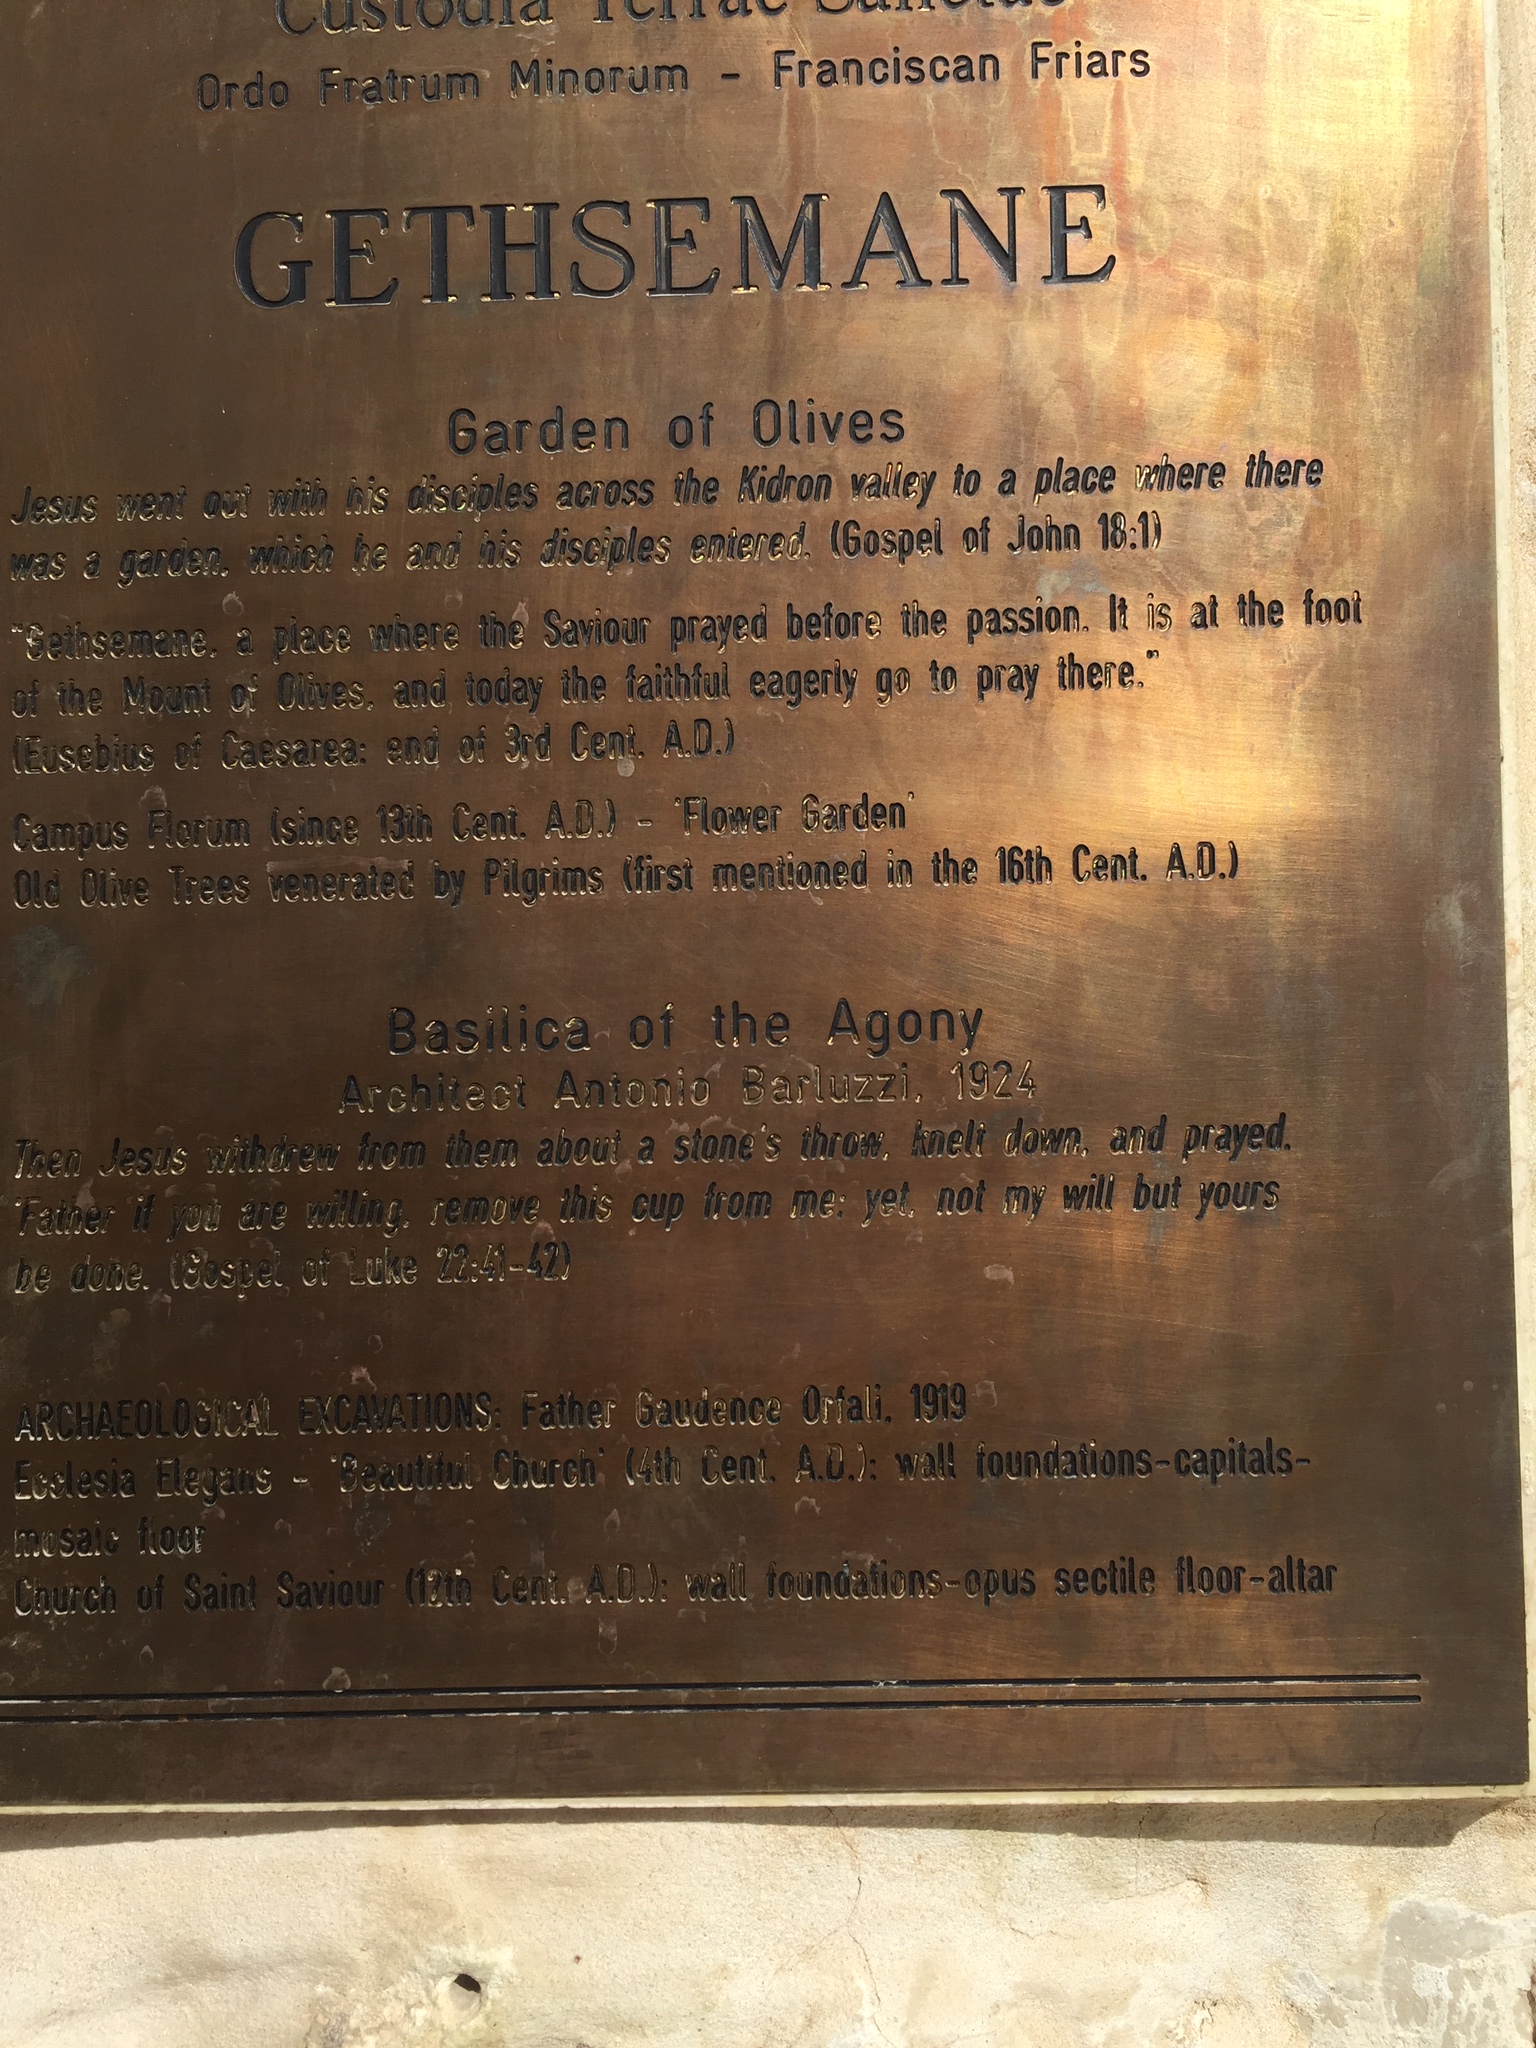 Custodia Terrae Sanctae
Ordo Fratrum Minorum - Franciscan Friars
GETHSEMANE
Garden of Olives
Jesus went out with his disciples across the Kidron valley to a place where there
was a garden, which he and his disciples entered. (Gospel of John 18:1)
"Gethsemane, a place where the Saviour prayed before the passion. It is at the foot
of the Mount of Olives, and today the faithful eagerly go to pray there."
(Eusebius of Caesarea: end of 3rd Cent. A.D.)
Campus Florum (since 13th Cent. A.D.) - 'Flower Garden'
Old Olive Trees venerated by Pilgrims (first mentioned in the 16th Cent. A.D.)
Basilica of the Agony
Architect Antonio Barluzzi, 1924
Then Jesus withdrew from them about a stone's throw, knelt down, and prayed.
'Father if you are willing, remove this cup from me; yet, not my will but yours
be done. (Gospel of Luke 22:41-42)
ARCHAEOLOGICAL EXCAVATIONS: Father Gaudence Orfali, 1919
Ecclesia Elegans - 'Beautiful Church' (4th Cent. A.D.): wall foundations-capitals-
mosaic floor
Church of Saint Saviour (12th Cent. A.D.): wall foundations-opus sectile floor-altar